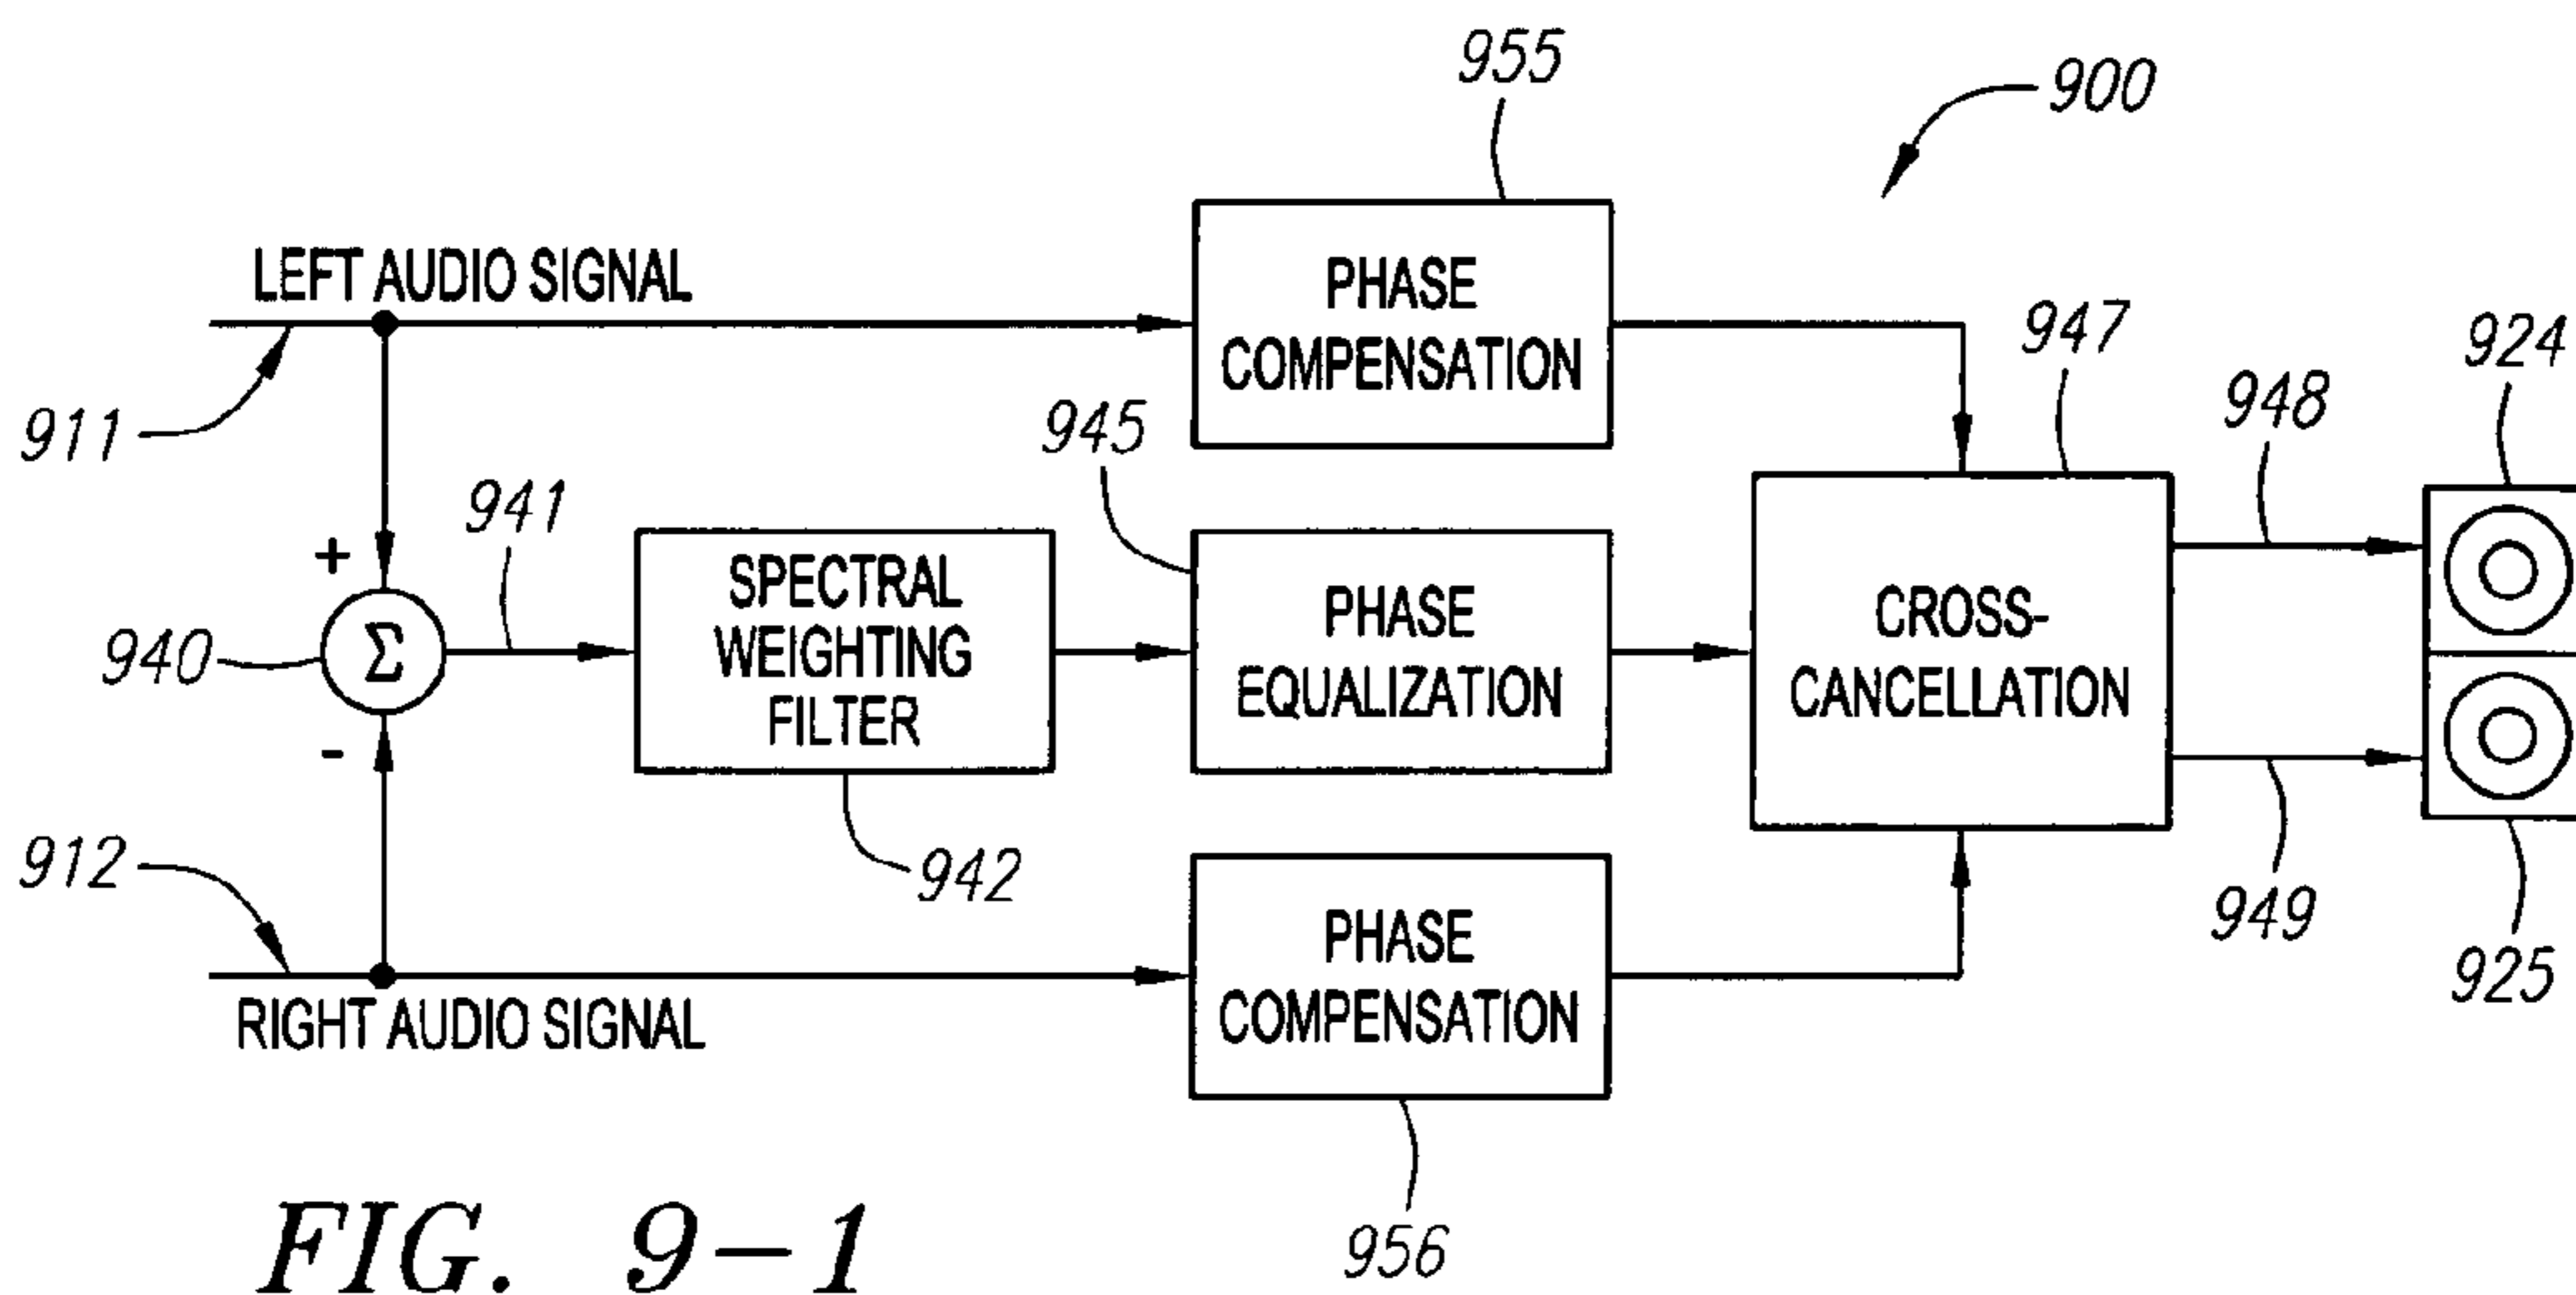 955
900
LEFT AUDIO SIGNAL
PHASE
COMPENSATION
947
924
911
945
948
941
+
SPECTRAL
WEIGHTING
FILTER
PHASE
EQUALIZATION
CROSS-
CANCELLATION
940
Σ
-
912
942
949
925
RIGHT AUDIO SIGNAL
PHASE
COMPENSATION
956
FIG. 9-1